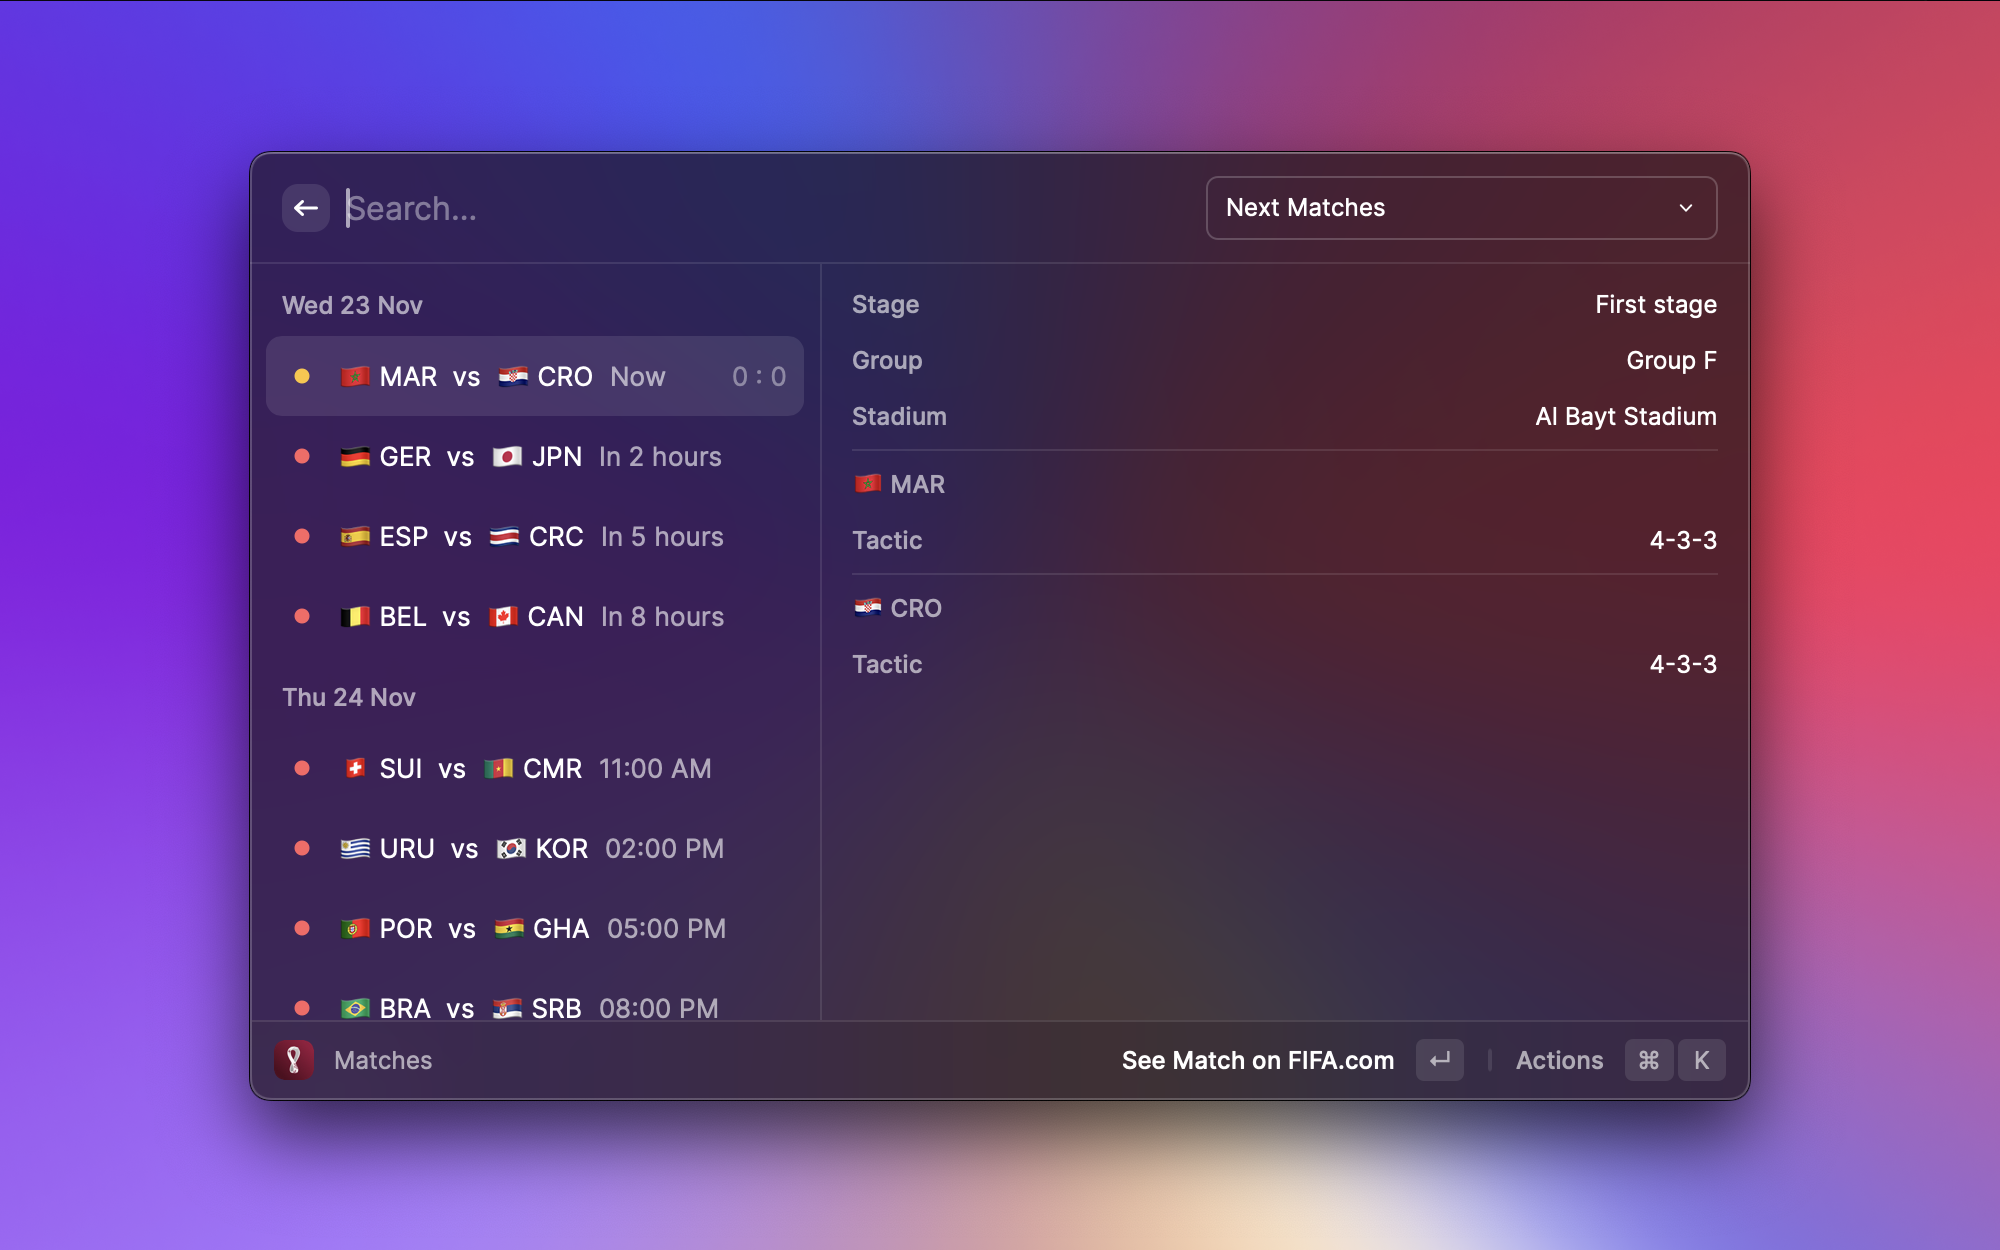 Search...
Next Matches
Wed 23 Nov
MAR vs CRO Now 0 : 0
GER vs JPN In 2 hours
ESP vs CRC In 5 hours
BEL vs CAN In 8 hours
Thu 24 Nov
SUI vs CMR 11:00 AM
URU vs KOR 02:00 PM
POR vs GHA 05:00 PM
BRA vs SRB 08:00 PM
Stage First stage
Group Group F
Stadium Al Bayt Stadium
MAR
Tactic 4-3-3
CRO
Tactic 4-3-3
Matches
See Match on FIFA.com ↵ Actions ⌘ K